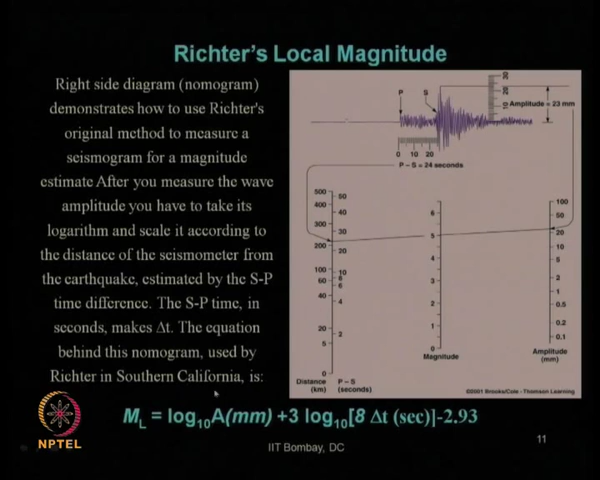 Richter's Local Magnitude
Right side diagram (nomogram)
demonstrates how to use Richter's
original method to measure a
seismogram for a magnitude
estimate After you measure the wave
amplitude you have to take its
logarithm and scale it according to
the distance of the seismometer from
the earthquake, estimated by the S-P
time difference. The S-P time, in
seconds, makes Δt. The equation
behind this nomogram, used by
Richter in Southern California, is:
P S
30
20
10
0
Amplitude = 23 mm
0 10 20
P – S = 24 seconds
500
400
300
200
100
60
40
20
5
0
Distance
(km)
50
40
30
20
10
8
6
4
2
P – S
(seconds)
6
5
4
3
2
1
0
Magnitude
100
50
20
10
5
2
1
0.5
0.2
0.1
Amplitude
(mm)
©2001 Brooks/Cole - Thomson Learning
M_L = log₁₀A(mm) +3 log₁₀[8 Δt (sec)]-2.93
NPTEL
IIT Bombay, DC
11